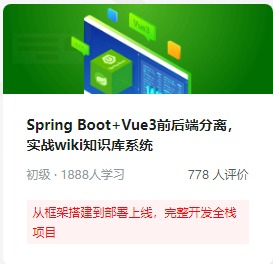 Vue
Spring Boot+Vue3前后端分离，
实战wiki知识库系统
初级 · 1888人学习
778 人评价
从框架搭建到部署上线，完整开发全栈
项目